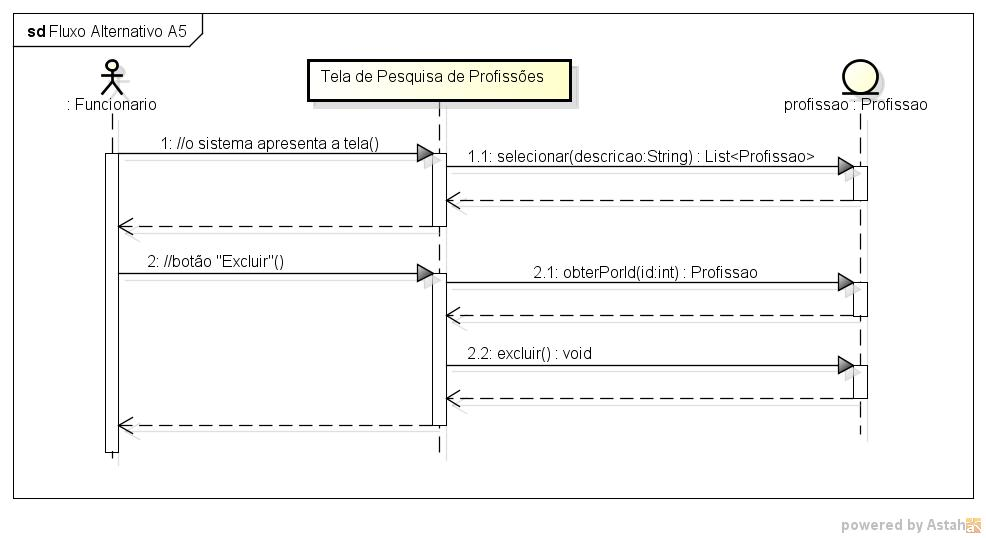 sd Fluxo Alternativo A5
Tela de Pesquisa de Profissões
: Funcionario
profissao : Profissao
1: //o sistema apresenta a tela()
1.1: selecionar(descricao:String) : List<Profissao>
2: //botão "Excluir"()
2.1: obterPorId(id:int) : Profissao
2.2: excluir() : void
powered by Astah